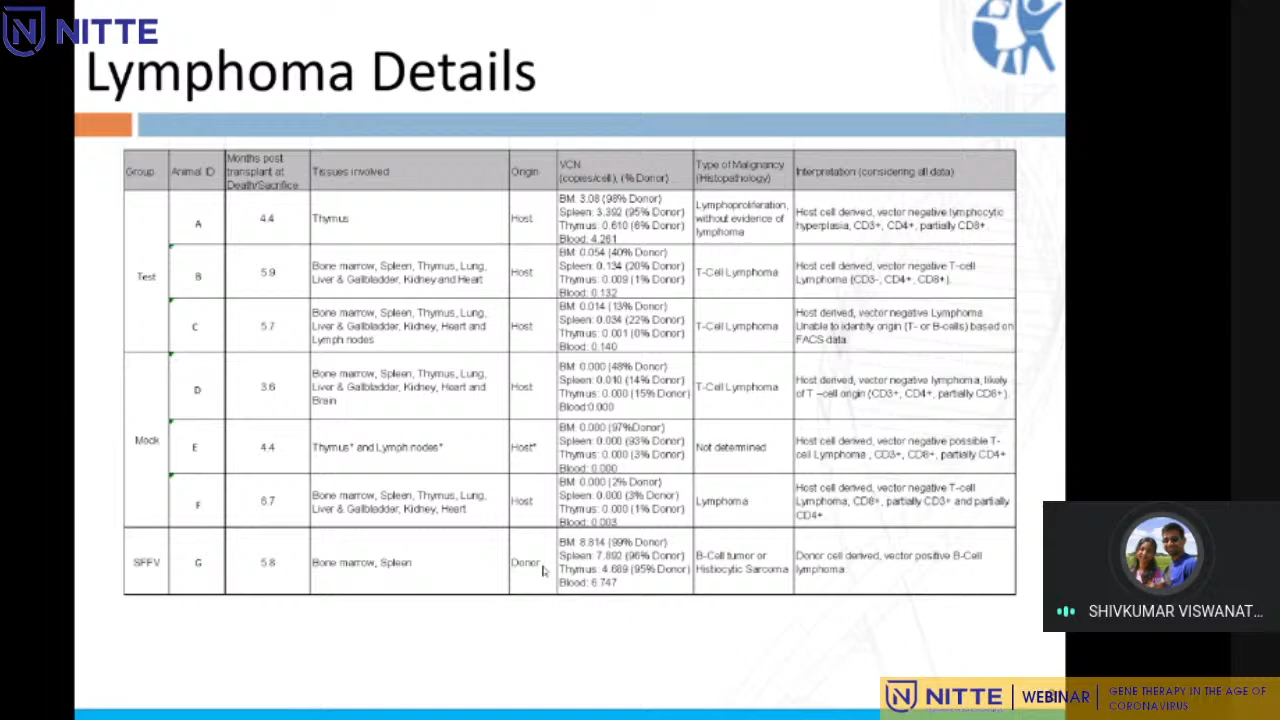 NITTE
Lymphoma Details
Group
Animal ID
Months post
transplant at
Death/Sacrifice
Tissues involved
Origin
VCN
(copies/cell), (% Donor)
Type of Malignancy
(Histopathology)
Interpretation (considering all data)
Test
A
4.4
Thymus
Host
BM: 3.08 (98% Donor)
Spleen: 3.392 (95% Donor)
Thymus: 0.610 (6% Donor)
Blood: 4.261
Lymphoproliferation,
without evidence of
lymphoma
Host cell derived, vector negative lymphocytic
hyperplasia, CD3+, CD4+, partially CD8+.
B
5.9
Bone marrow, Spleen, Thymus, Lung,
Liver & Gallbladder, Kidney and Heart
Host
BM: 0.054 (40% Donor)
Spleen: 0.134 (20% Donor)
Thymus: 0.009 (1% Donor)
Blood: 0.132
T-Cell Lymphoma
Host cell derived, vector negative T-cell
Lymphoma (CD3-, CD4+, CD8+).
C
5.7
Bone marrow, Spleen, Thymus, Lung,
Liver & Gallbladder, Kidney, Heart and
Lymph nodes
Host
BM: 0.014 (13% Donor)
Spleen: 0.034 (22% Donor)
Thymus: 0.001 (0% Donor)
Blood: 0.140
T-Cell Lymphoma
Host derived, vector negative Lymphoma
Unable to identify origin (T- or B-cells) based on
FACS data.
Mock
D
3.6
Bone marrow, Spleen, Thymus, Lung,
Liver & Gallbladder, Kidney, Heart and
Brain
Host
BM: 0.000 (48% Donor)
Spleen: 0.010 (14% Donor)
Thymus: 0.000 (15% Donor)
Blood:0.000
T-Cell Lymphoma
Host derived, vector negative lymphoma, likely
of T –cell origin (CD3+, CD4+, partially CD8+).
E
4.4
Thymus* and Lymph nodes*
Host*
BM: 0.000 (97%Donor)
Spleen: 0.000 (93% Donor)
Thymus: 0.000 (3% Donor)
Blood: 0.000
Not determined
Host cell derived, vector negative possible T-
cell Lymphoma , CD3+, CD8+, partially CD4+
F
6.7
Bone marrow, Spleen, Thymus, Lung,
Liver & Gallbladder, Kidney, Heart
Host
BM: 0.000 (2% Donor)
Spleen: 0.000 (3% Donor)
Thymus: 0.000 (1% Donor)
Blood: 0.003
Lymphoma
Host cell derived, vector negative T-cell
Lymphoma, CD8+, partially CD3+ and partially
CD4+.
SFFV
G
5.8
Bone marrow, Spleen
Donor
BM: 8.814 (99% Donor)
Spleen: 7.892 (96% Donor)
Thymus: 4.689 (95% Donor)
Blood: 6.747
B-Cell tumor or
Histiocytic Sarcoma
Donor cell derived, vector positive B-Cell
lymphoma.
SHIVKUMAR VISWANAT...
NITTE
WEBINAR
GENE THERAPY IN THE AGE OF
CORONAVIRUS